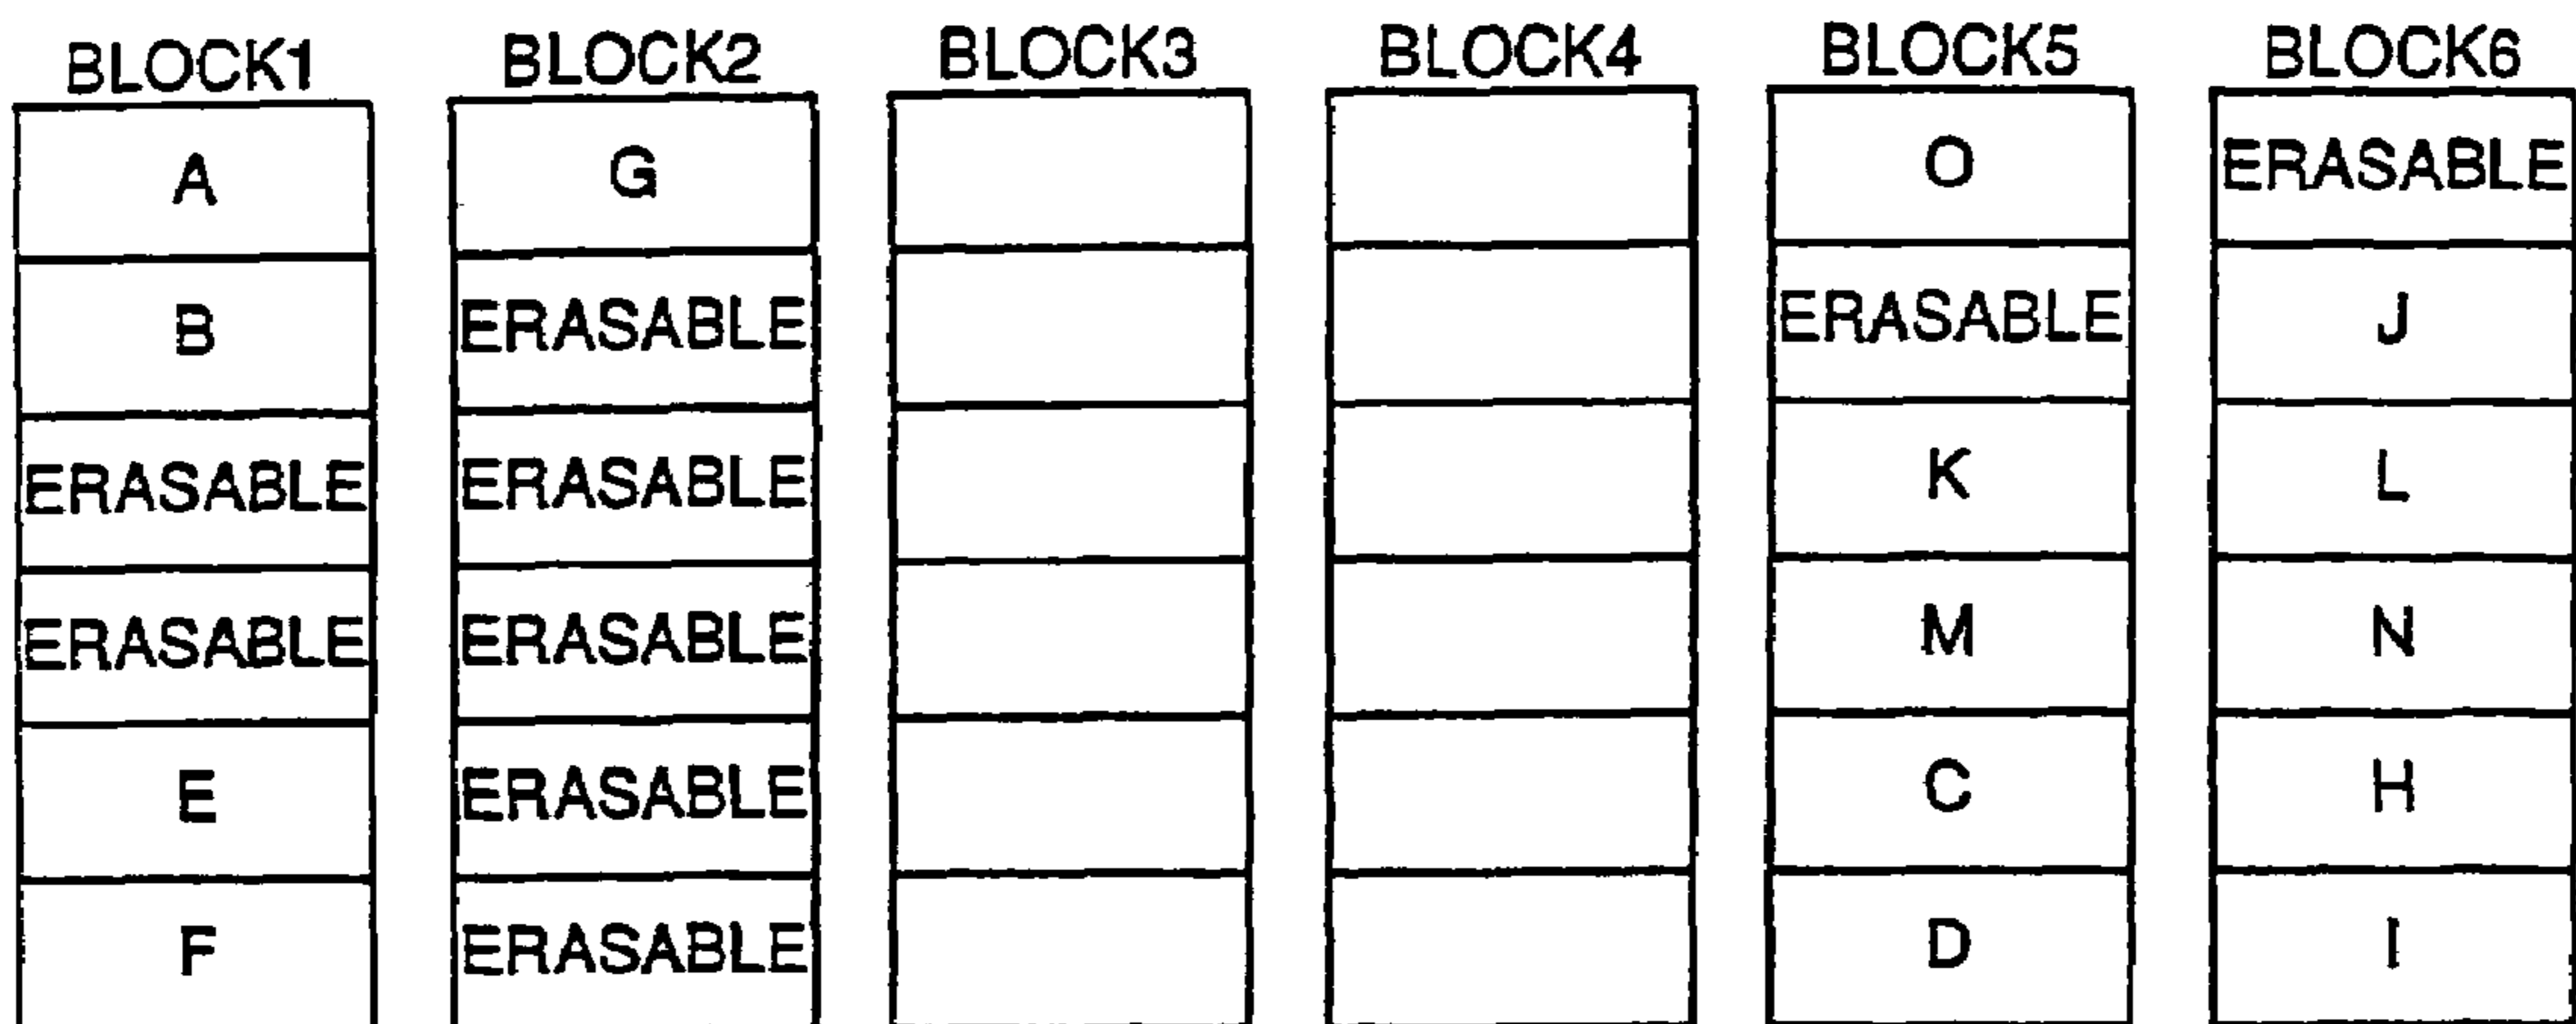 BLOCK1 BLOCK2 BLOCK3 BLOCK4 BLOCK5 BLOCK6
A G O ERASABLE
B ERASABLE ERASABLE J
ERASABLE ERASABLE K L
ERASABLE ERASABLE M N
E ERASABLE C H
F ERASABLE D I